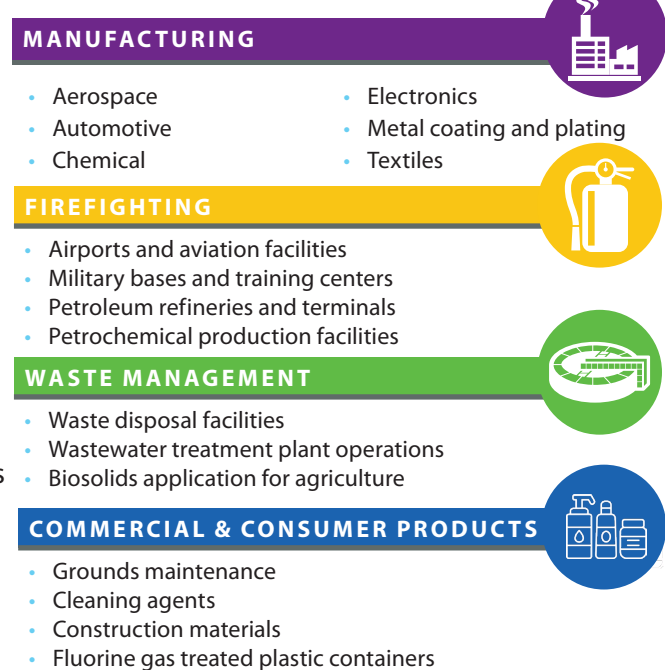 MANUFACTURING
• Aerospace
• Automotive
• Chemical
• Electronics
• Metal coating and plating
• Textiles
FIREFIGHTING
• Airports and aviation facilities
• Military bases and training centers
• Petroleum refineries and terminals
• Petrochemical production facilities
WASTE MANAGEMENT
• Waste disposal facilities
• Wastewater treatment plant operations
s
• Biosolids application for agriculture
COMMERCIAL & CONSUMER PRODUCTS
• Grounds maintenance
• Cleaning agents
• Construction materials
• Fluorine gas treated plastic containers